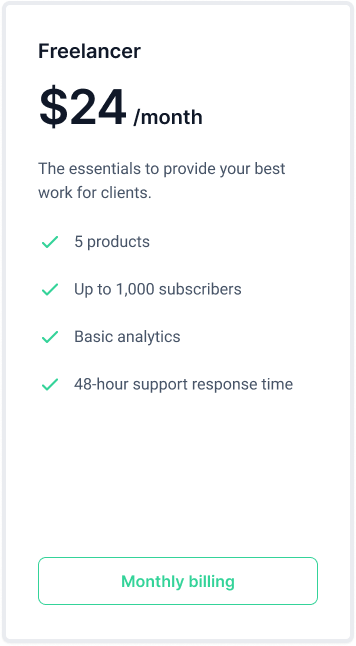 Freelancer
$24 /month
The essentials to provide your best
work for clients.
5 products
Up to 1,000 subscribers
Basic analytics
48-hour support response time
Monthly billing